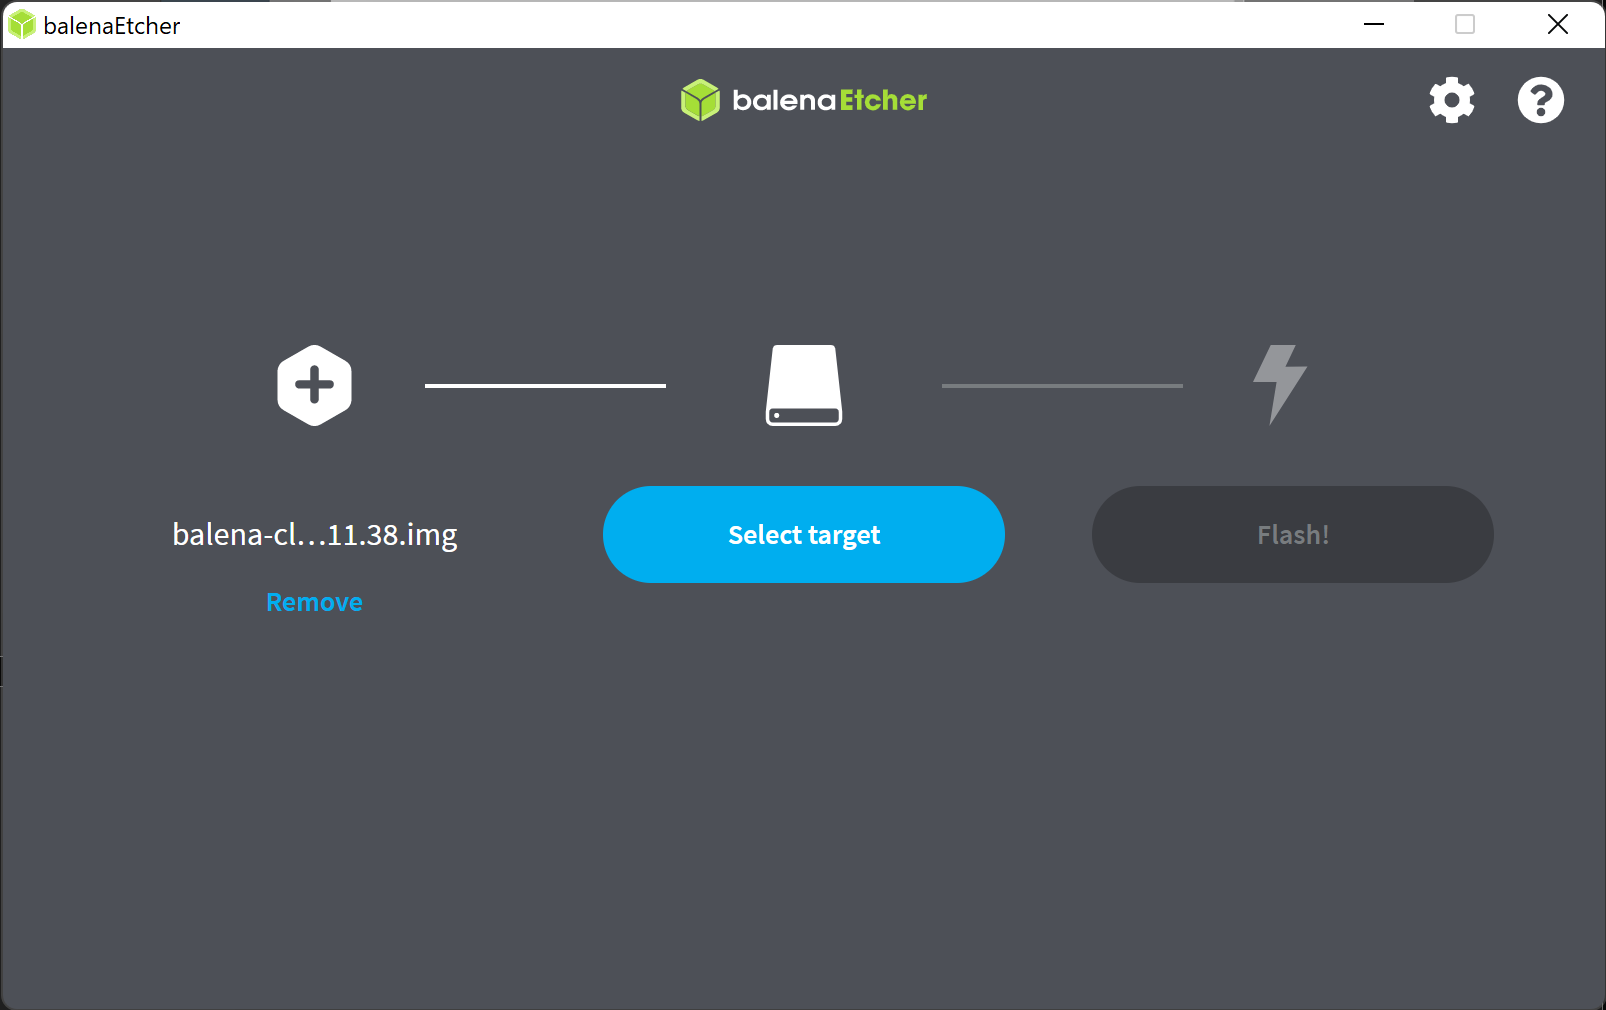 balenaEtcher
balenaEtcher
balena-cl...11.38.img
Select target
Flash!
Remove